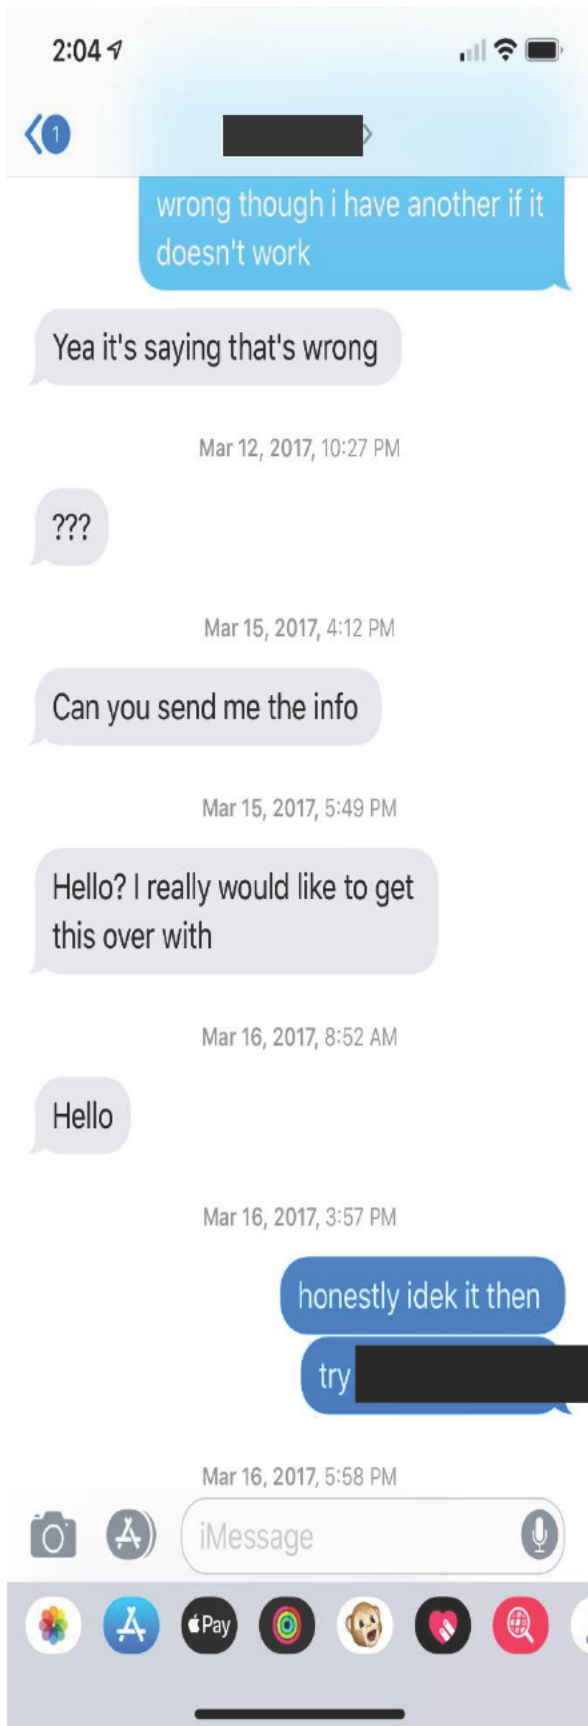 2:04
1
wrong though i have another if it
doesn't work
Yea it's saying that's wrong
Mar 12, 2017, 10:27 PM
???
Mar 15, 2017, 4:12 PM
Can you send me the info
Mar 15, 2017, 5:49 PM
Hello? I really would like to get
this over with
Mar 16, 2017, 8:52 AM
Hello
Mar 16, 2017, 3:57 PM
honestly idek it then
try
Mar 16, 2017, 5:58 PM
iMessage
Pay